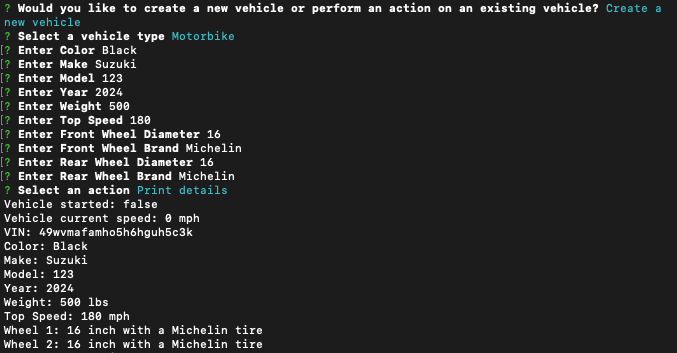 ? Would you like to create a new vehicle or perform an action on an existing vehicle? Create a
new vehicle
? Select a vehicle type Motorbike
[? Enter Color Black
[? Enter Make Suzuki
[? Enter Model 123
[? Enter Year 2024
[? Enter Weight 500
[? Enter Top Speed 180
[? Enter Front Wheel Diameter 16
[? Enter Front Wheel Brand Michelin
[? Enter Rear Wheel Diameter 16
[? Enter Rear Wheel Brand Michelin
? Select an action Print details
Vehicle started: false
Vehicle current speed: 0 mph
VIN: 49wvmafamho5h6hguh5c3k
Color: Black
Make: Suzuki
Model: 123
Year: 2024
Weight: 500 lbs
Top Speed: 180 mph
Wheel 1: 16 inch with a Michelin tire
Wheel 2: 16 inch with a Michelin tire